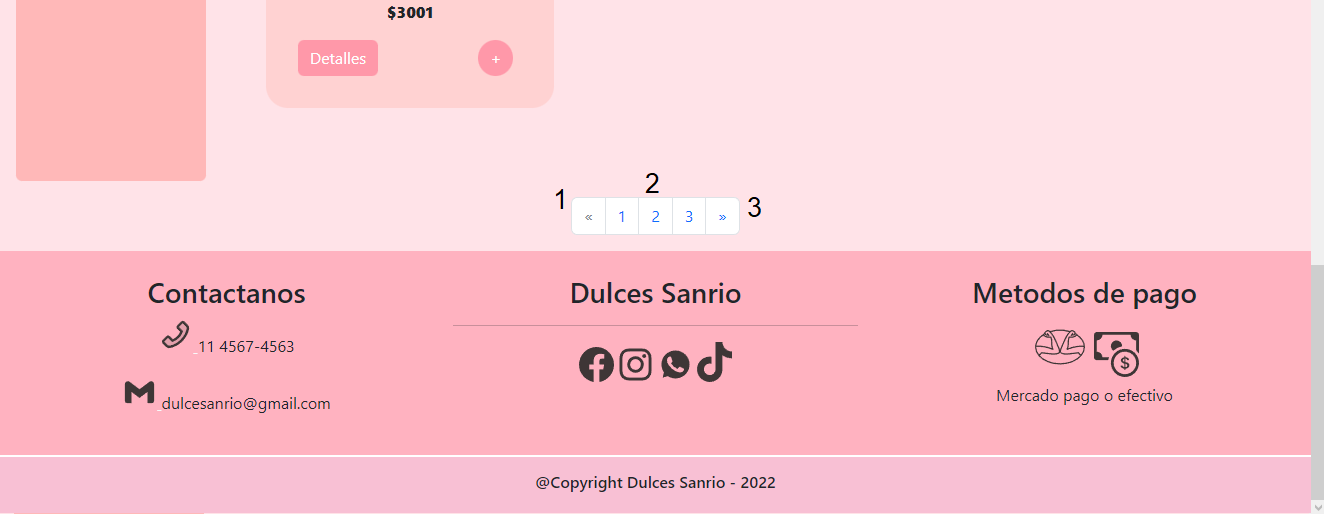 $3001
Detalles +
1 2 3
« 1 2 3 »
Contactanos
11 4567-4563
dulcesanrio@gmail.com
Dulces Sanrio
Metodos de pago
$
Mercado pago o efectivo
@Copyright Dulces Sanrio - 2022